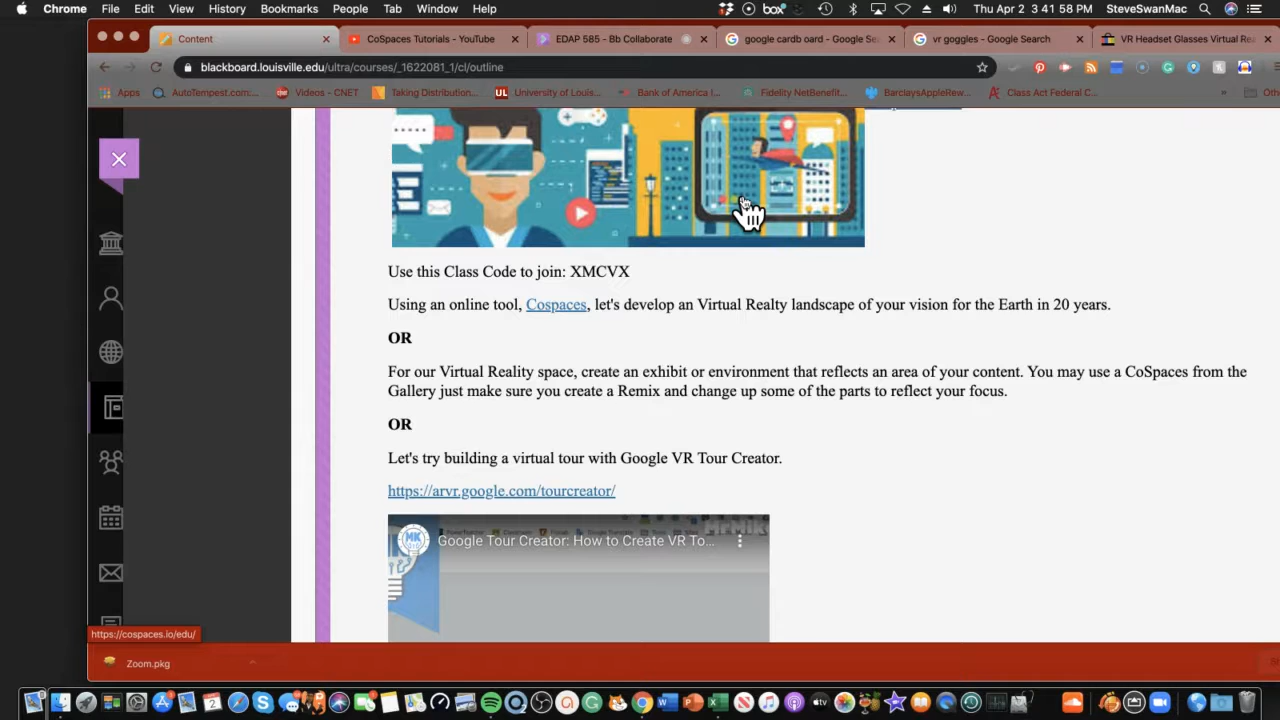 Chrome File Edit View History Bookmarks People Tab Window Help box Thu Apr 2 3:41:58 PM SteveSwanMac
Content CoSpaces Tutorials - YouTube EDAP 585 - Bb Collaborate google cardb oard - Google Sea vr goggles - Google Search VR Headset Glasses Virtual Rea
blackboard.louisville.edu/ultra/courses/_1622081_1/cl/outline
Apps AutoTempest.com:... Videos - CNET Taking Distribution... UL University of Louis... Bank of America I... Fidelity NetBenefit... BarclaysAppleRew... Class Act Federal C... » Oth
Use this Class Code to join: XMCVX
Using an online tool, Cospaces, let's develop an Virtual Realty landscape of your vision for the Earth in 20 years.
OR
For our Virtual Reality space, create an exhibit or environment that reflects an area of your content. You may use a CoSpaces from the
Gallery just make sure you create a Remix and change up some of the parts to reflect your focus.
OR
Let's try building a virtual tour with Google VR Tour Creator.
https://arvr.google.com/tourcreator/
MK
Google Tour Creator: How to Create VR To...
https://cospaces.io/edu/
Zoom.pkg